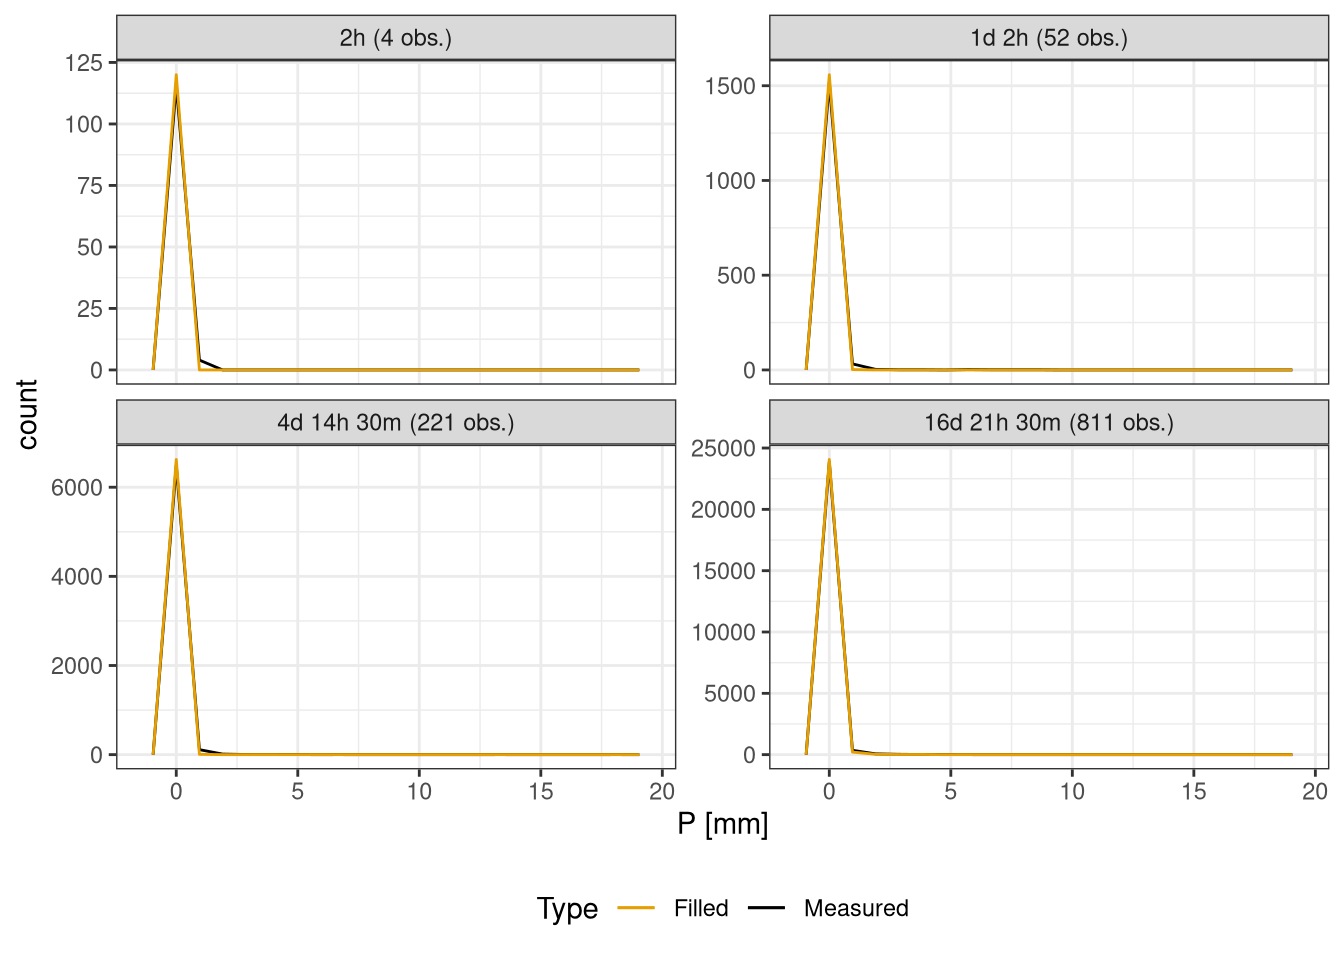 2h (4 obs.)
1d 2h (52 obs.)
125
100
75
50
25
0
1500
1000
500
0
count
4d 14h 30m (221 obs.)
16d 21h 30m (811 obs.)
6000
4000
2000
0
25000
20000
15000
10000
5000
0
0 5 10 15 20
0 5 10 15 20
P [mm]
Type Filled Measured